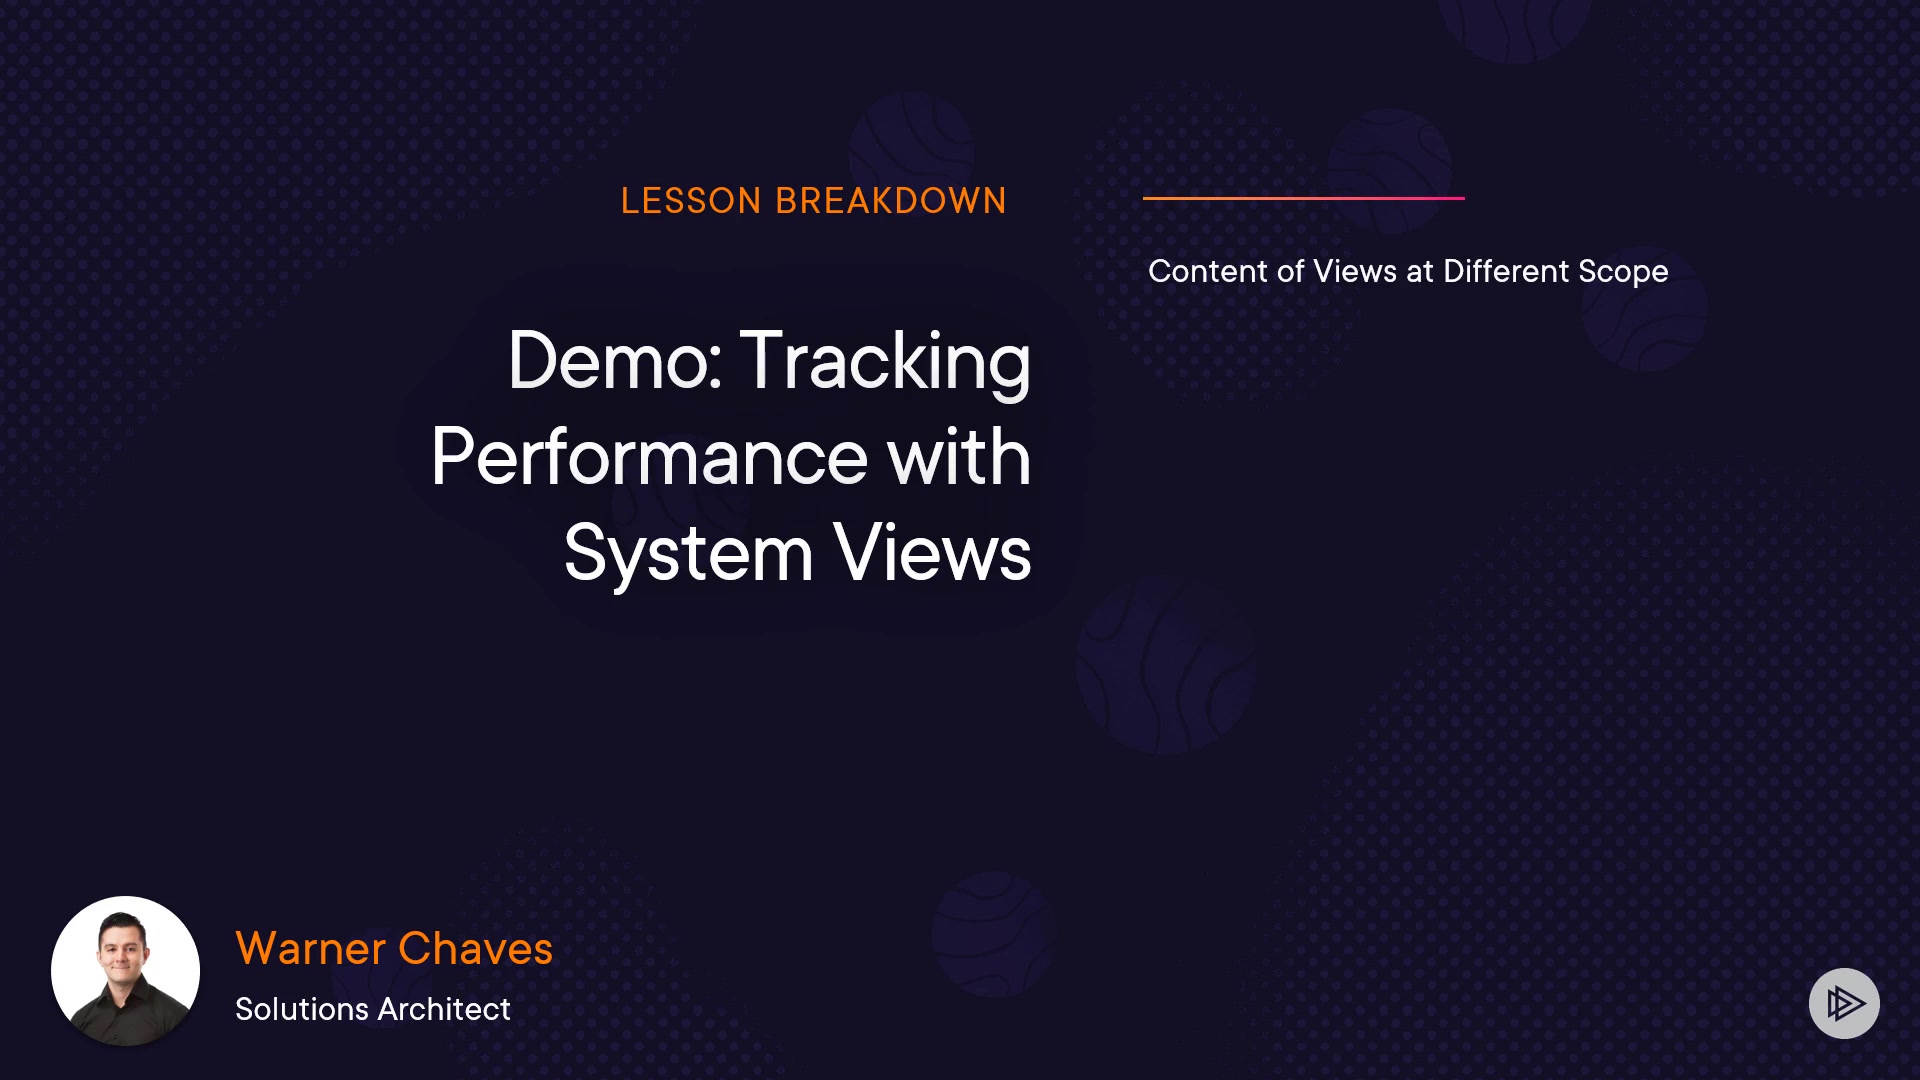 LESSON BREAKDOWN
Demo: Tracking
Performance with
System Views
Content of Views at Different Scope
Warner Chaves
Solutions Architect